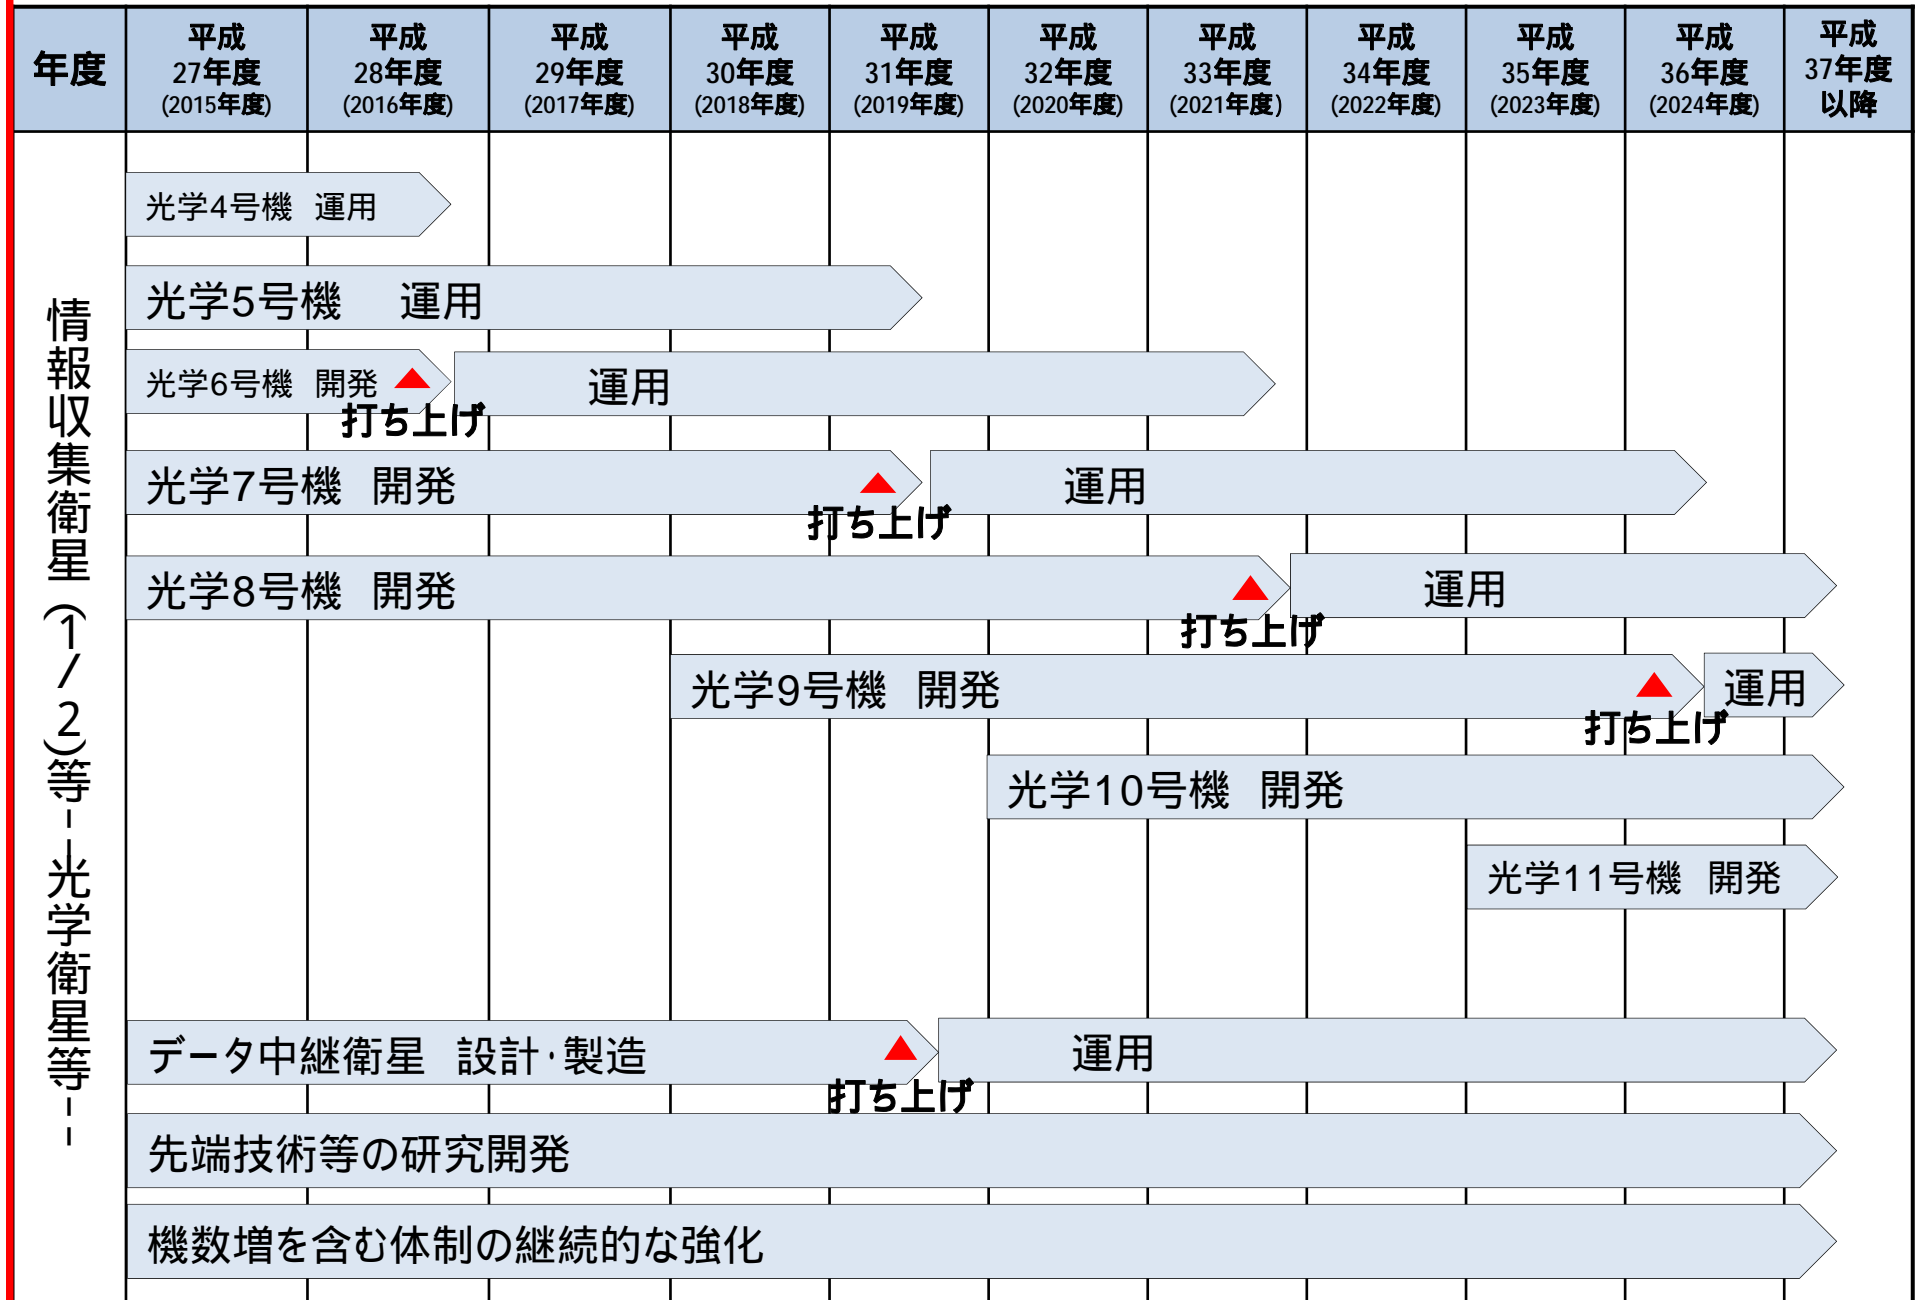 年度
平成
27年度
(2015年度)
平成
28年度
(2016年度)
平成
29年度
(2017年度)
平成
30年度
(2018年度)
平成
31年度
(2019年度)
平成
32年度
(2020年度)
平成
33年度
(2021年度)
平成
34年度
(2022年度)
平成
35年度
(2023年度)
平成
36年度
(2024年度)
平成
37年度
以降
情報収集衛星(1/2)等--光学衛星等--
光学4号機 運用
光学5号機 運用
光学6号機 開発
打ち上げ
運用
光学7号機 開発
打ち上げ
運用
光学8号機 開発
打ち上げ
運用
光学9号機 開発
打ち上げ
運用
光学10号機 開発
光学11号機 開発
データ中継衛星 設計・製造
打ち上げ
運用
先端技術等の研究開発
機数増を含む体制の継続的な強化